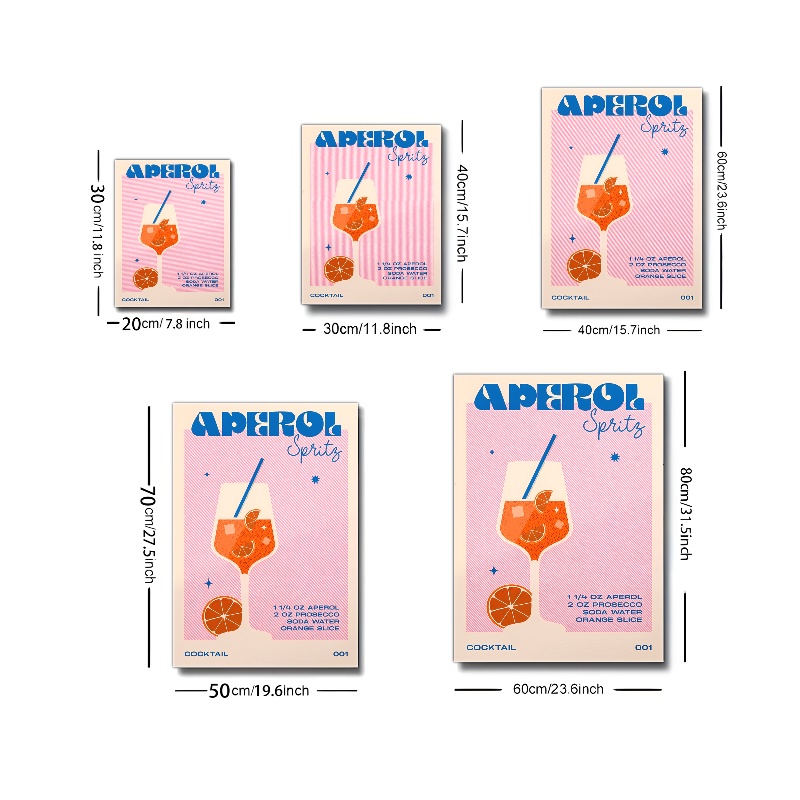 APEROL
Spritz
1 1/4 OZ APEROL
2 OZ PROSECCO
SODA WATER
ORANGE SLICE
COCKTAIL 001
30cm/11.8 inch
20cm/ 7.8 inch
APEROL
Spritz
1 1/4 OZ APEROL
2 OZ PROSECCO
SODA WATER
ORANGE SLICE
COCKTAIL 001
40cm/15.7inch
30cm/11.8inch
APEROL
Spritz
1 1/4 OZ APEROL
2 OZ PROSECCO
SODA WATER
ORANGE SLICE
COCKTAIL 001
60cm/23.6inch
40cm/15.7inch
APEROL
Spritz
1 1/4 OZ APEROL
2 OZ PROSECCO
SODA WATER
ORANGE SLICE
COCKTAIL 001
70cm/27.5inch
50cm/19.6inch
APEROL
Spritz
1 1/4 OZ APEROL
2 OZ PROSECCO
SODA WATER
ORANGE SLICE
COCKTAIL 001
80cm/31.5inch
60cm/23.6inch